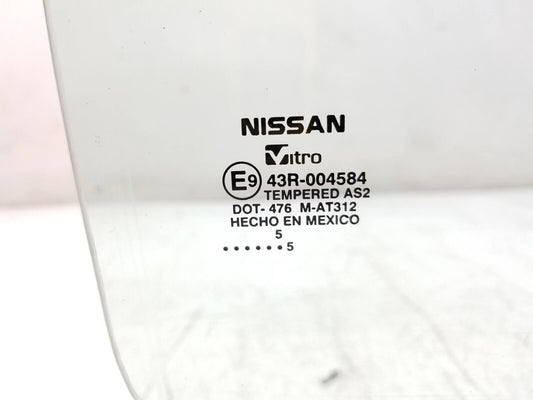 NISSAN
Vitro
E9 43R-004584
TEMPERED AS2
DOT- 476 M-AT312
HECHO EN MEXICO
5
......5